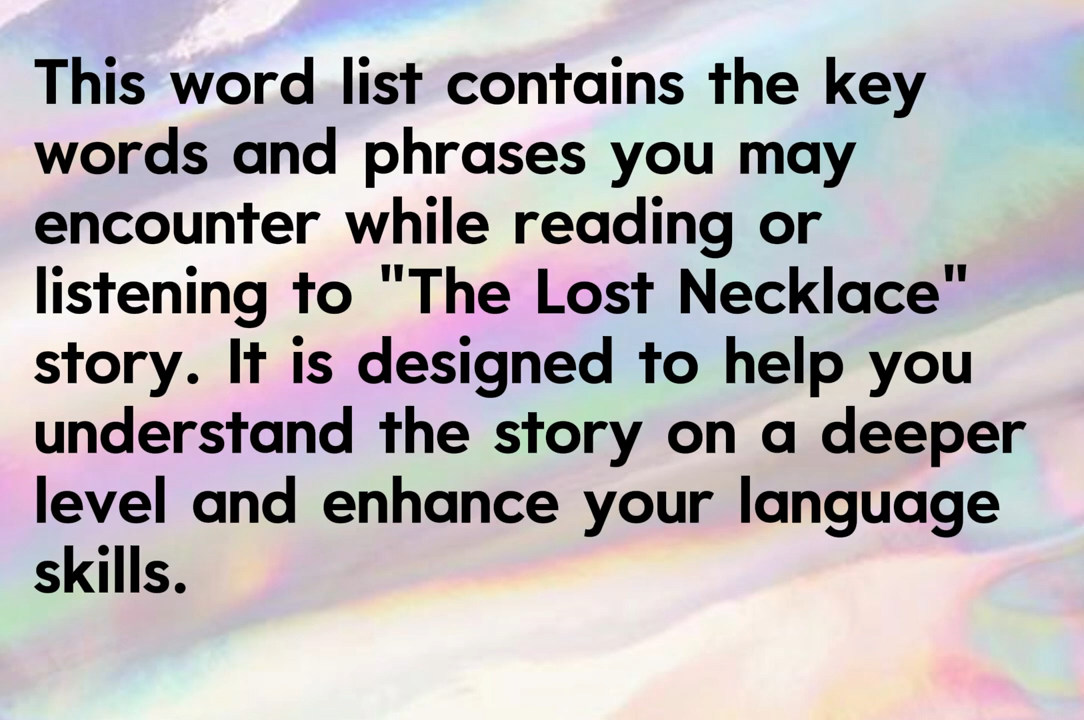 This word list contains the key
words and phrases you may
encounter while reading or
listening to "The Lost Necklace"
story. It is designed to help you
understand the story on a deeper
level and enhance your language
skills.